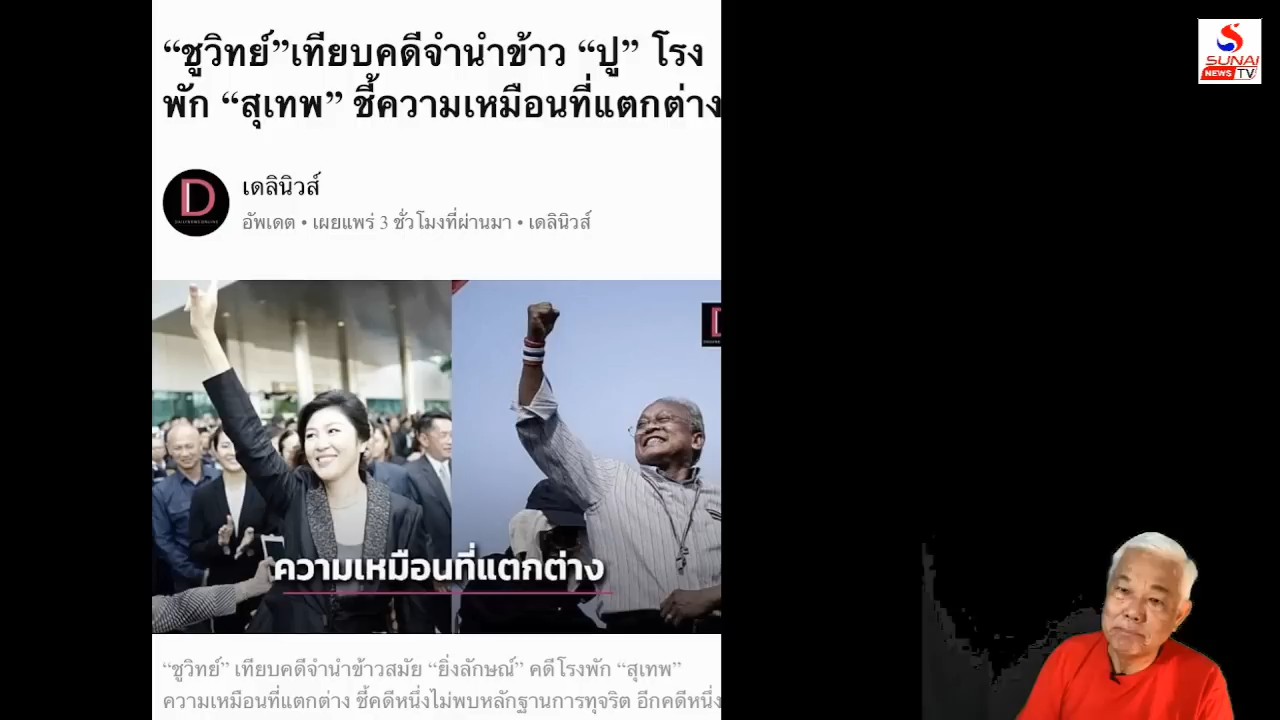 “ชูวิทย์”เทียบคดีจำนำข้าว “ปู” โรง
พัก “สุเทพ” ชี้ความเหมือนที่แตกต่าง
เดลินิวส์
อัพเดต • เผยแพร่ 3 ชั่วโมงที่ผ่านมา • เดลินิวส์
ความเหมือนที่แตกต่าง
“ชูวิทย์” เทียบคดีจำนำข้าวสมัย “ยิ่งลักษณ์” คดีโรงพัก “สุเทพ”
ความเหมือนที่แตกต่าง ชี้คดีหนึ่งไม่พบหลักฐานการทุจริต อีกคดีหนึ่ง
SUNAI
NEWS TV